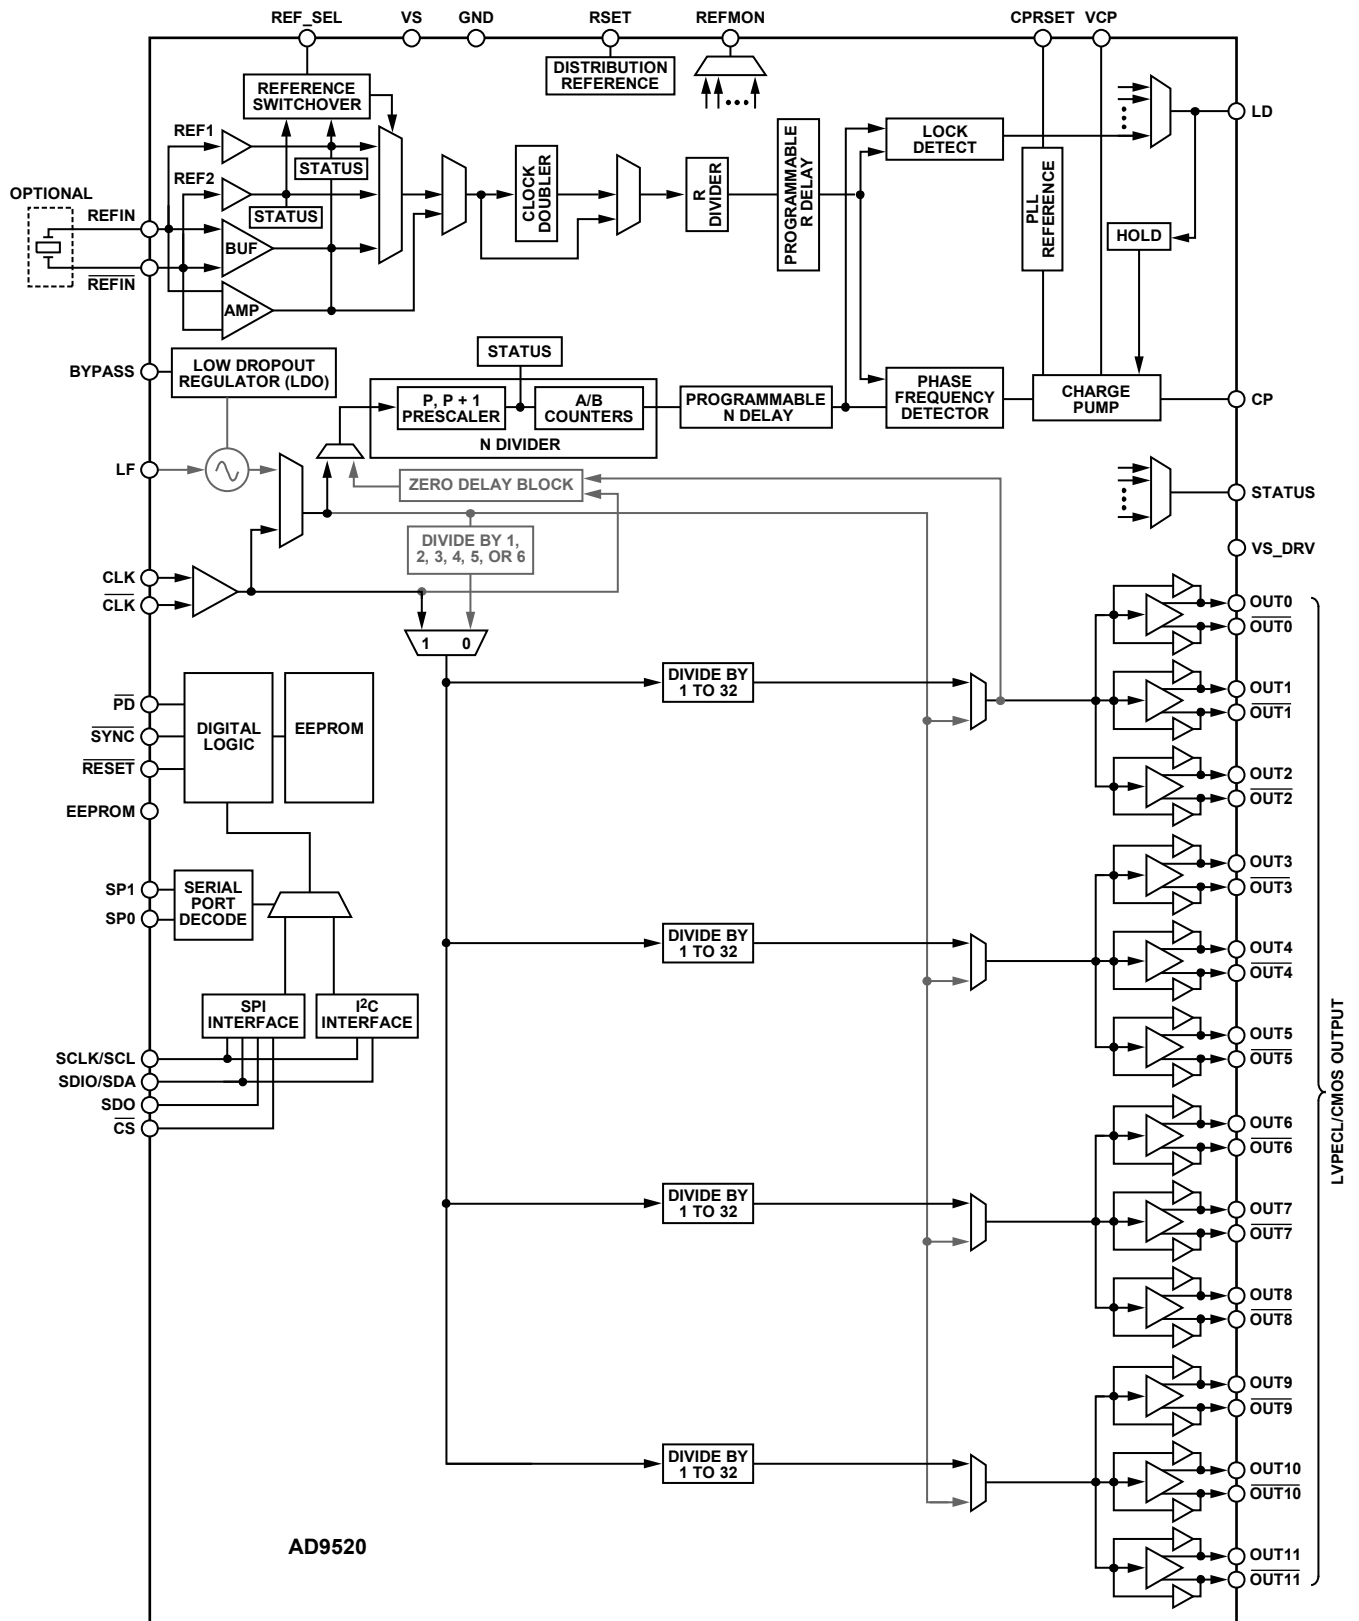 REF_SEL
VS
GND
RSET
REFMON
CPRSET
VCP
DISTRIBUTION
REFERENCE
REFERENCE
SWITCHOVER
REF1
REF2
STATUS
STATUS
BUF
AMP
OPTIONAL
REFIN
REFIN
CLOCK
DOUBLER
R
DIVIDER
PROGRAMMABLE
R DELAY
LOCK
DETECT
LD
PLL
REFERENCE
HOLD
BYPASS
LOW DROPOUT
REGULATOR (LDO)
STATUS
P, P + 1
PRESCALER
A/B
COUNTERS
N DIVIDER
PROGRAMMABLE
N DELAY
PHASE
FREQUENCY
DETECTOR
CHARGE
PUMP
CP
LF
ZERO DELAY BLOCK
STATUS
DIVIDE BY 1,
2, 3, 4, 5, OR 6
VS_DRV
CLK
CLK
1 0
OUT0
OUT0
DIVIDE BY
1 TO 32
OUT1
OUT1
OUT2
OUT2
PD
SYNC
RESET
DIGITAL
LOGIC
EEPROM
EEPROM
SP1
SP0
SERIAL
PORT
DECODE
OUT3
OUT3
DIVIDE BY
1 TO 32
OUT4
OUT4
OUT5
OUT5
SPI
INTERFACE
I²C
INTERFACE
SCLK/SCL
SDIO/SDA
SDO
CS
LVPECL/CMOS OUTPUT
OUT6
OUT6
DIVIDE BY
1 TO 32
OUT7
OUT7
OUT8
OUT8
OUT9
OUT9
DIVIDE BY
1 TO 32
OUT10
OUT10
OUT11
OUT11
AD9520